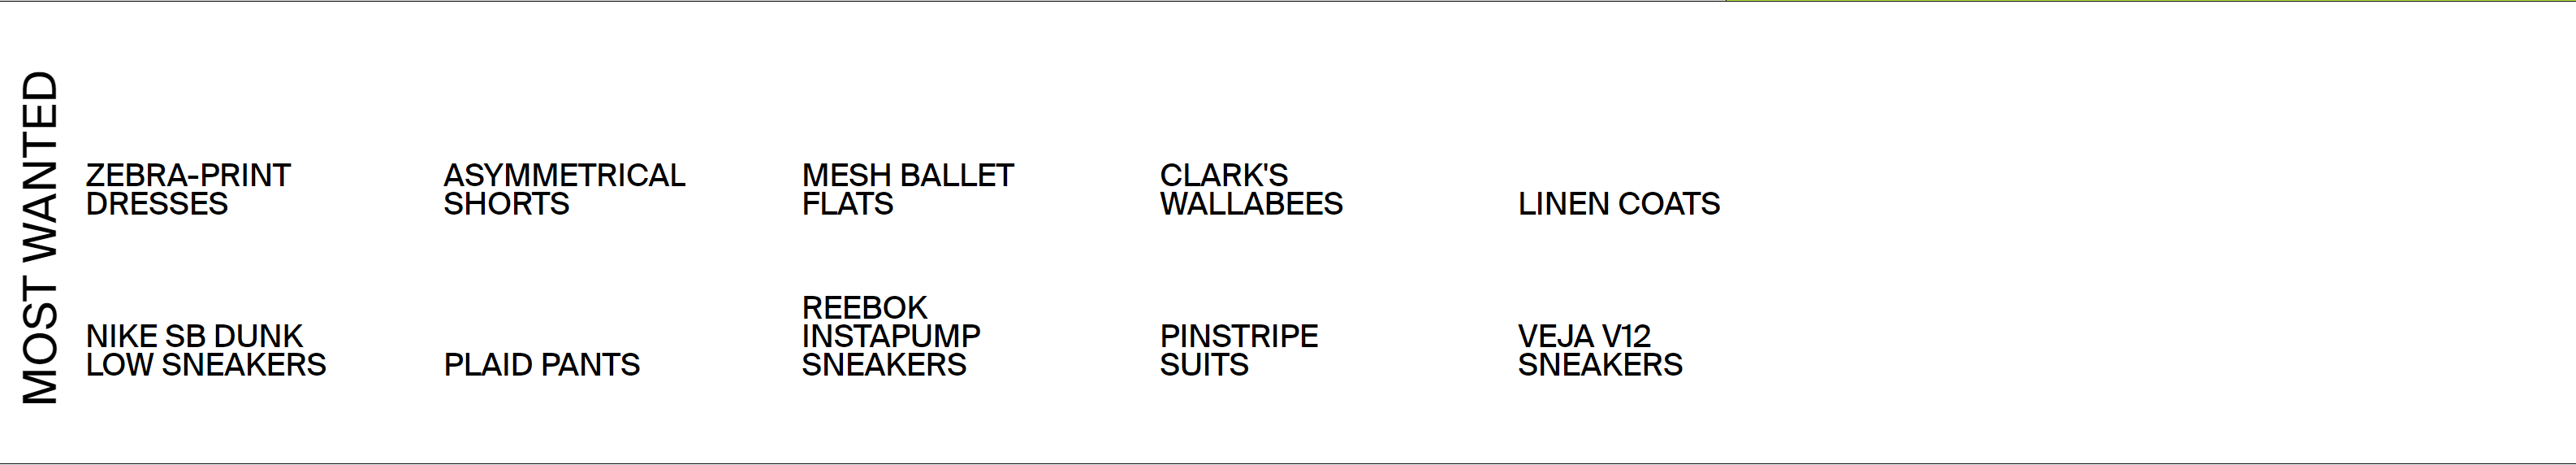 MOST WANTED
ZEBRA-PRINT
DRESSES
ASYMMETRICAL
SHORTS
MESH BALLET
FLATS
CLARK'S
WALLABEES
LINEN COATS
NIKE SB DUNK
LOW SNEAKERS
PLAID PANTS
REEBOK
INSTAPUMP
SNEAKERS
PINSTRIPE
SUITS
VEJA V12
SNEAKERS